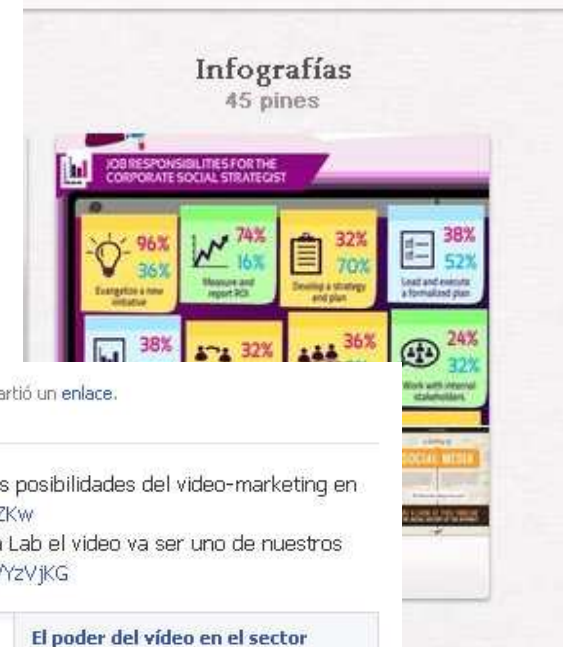 Infografías
45 pines
JOB RESPONSIBILITIES FOR THE
CORPORATE SOCIAL STRATEGIST
96%
36%
Evangelize a new
initiative
74%
16%
Measure and
report ROI
32%
70%
Develop a strategy
and plan
38%
52%
Lead and execute
a formalized plan
38%
32%
36%
24%
32%
Work with internal
stakeholders
SOCIAL MEDIA
artió un enlace.
s posibilidades del video-marketing en
ZKw
Lab el video va ser uno de nuestros
YzVjKG
El poder del vídeo en el sector